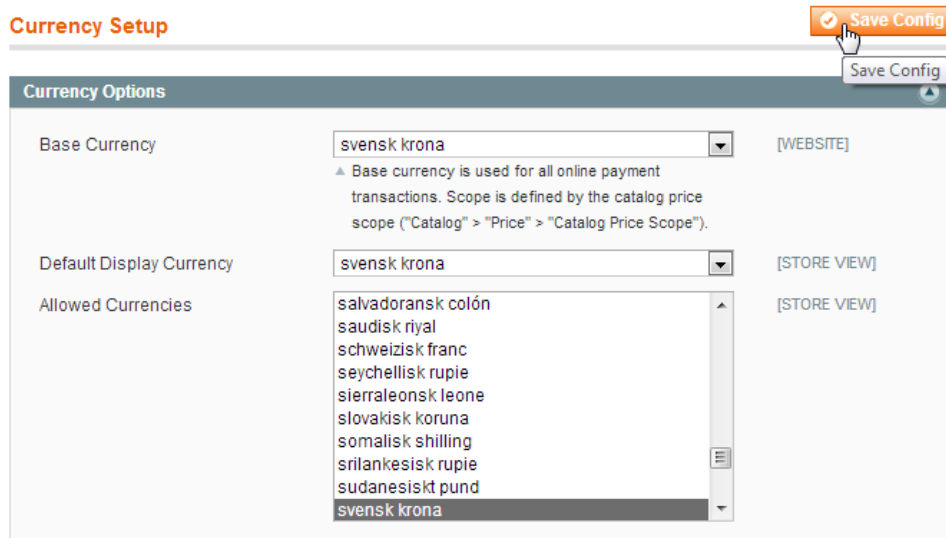 Currency Setup
Save Config
Save Config
Currency Options
Base Currency
svensk krona
[WEBSITE]
Base currency is used for all online payment
transactions. Scope is defined by the catalog price
scope ("Catalog" > "Price" > "Catalog Price Scope").
Default Display Currency
svensk krona
[STORE VIEW]
Allowed Currencies
[STORE VIEW]
salvadoransk colón
saudisk riyal
schweizisk franc
seychellisk rupie
sierraleonsk leone
slovakisk koruna
somalisk shilling
srilankesisk rupie
sudanesiskt pund
svensk krona